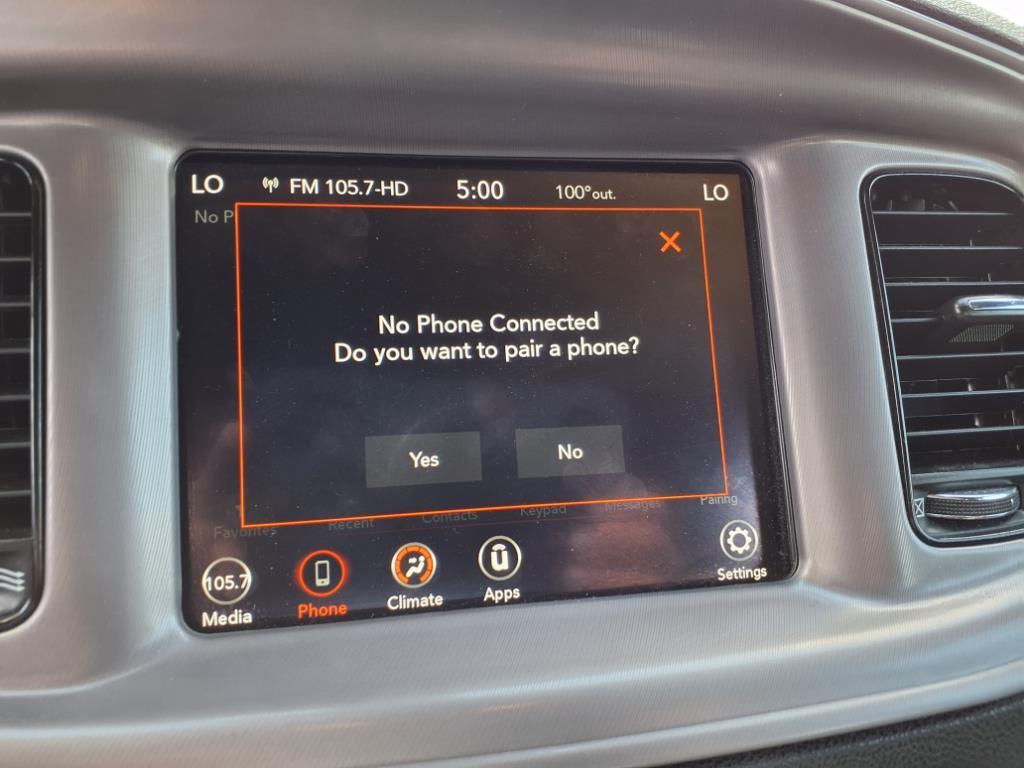 LO FM 105.7-HD 5:00 100°out. LO
No P
No Phone Connected
Do you want to pair a phone?
Yes No
Favorites Recent Contacts Keypad Messages Pairing
105.7
Media Phone Climate Apps Settings